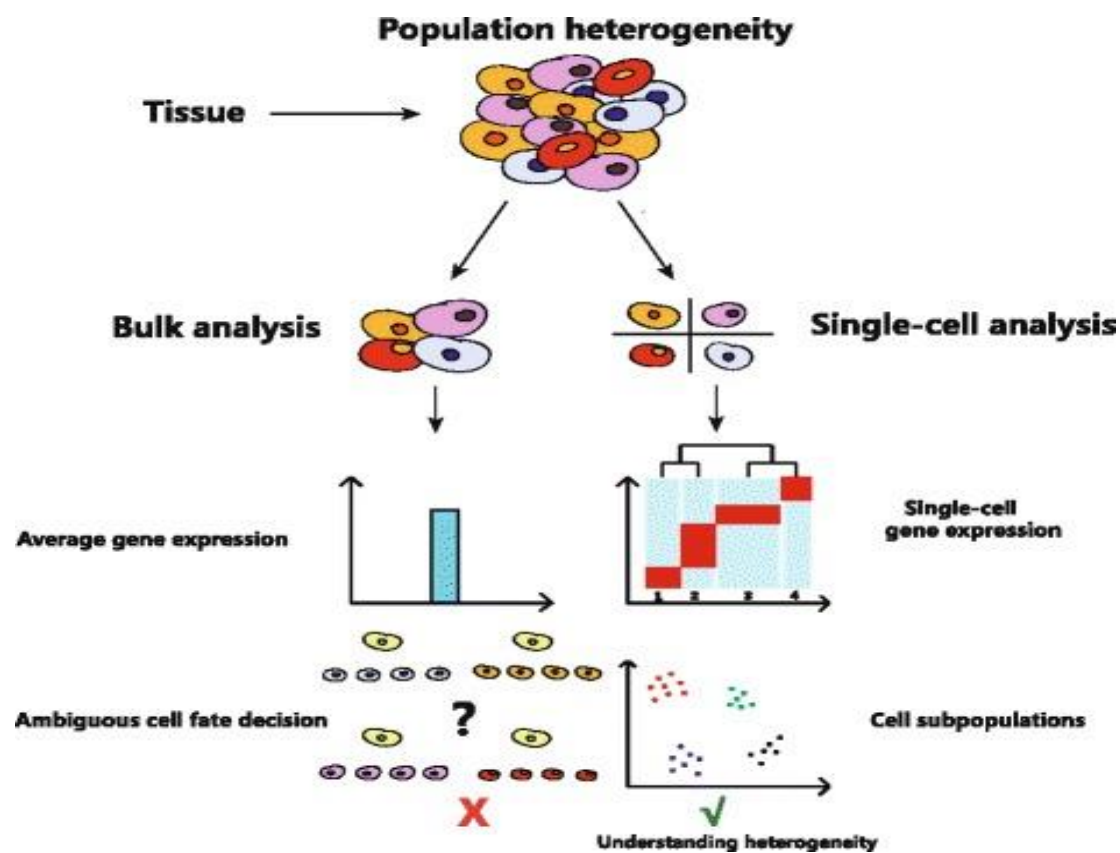 Population heterogeneity
Tissue
Bulk analysis
Single-cell analysis
Average gene expression
Single-cell
gene expression
1 2 3 4
Ambiguous cell fate decision
?
Cell subpopulations
X
√
Understanding heterogeneity